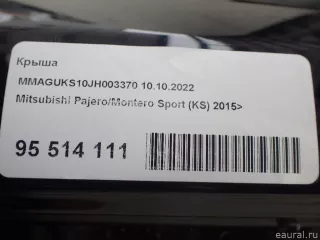 Крыша
MMAGUKS10JH003370 10.10.2022
Mitsubishi Pajero/Montero Sport (KS) 2015>
95 514 111
eaural.ru